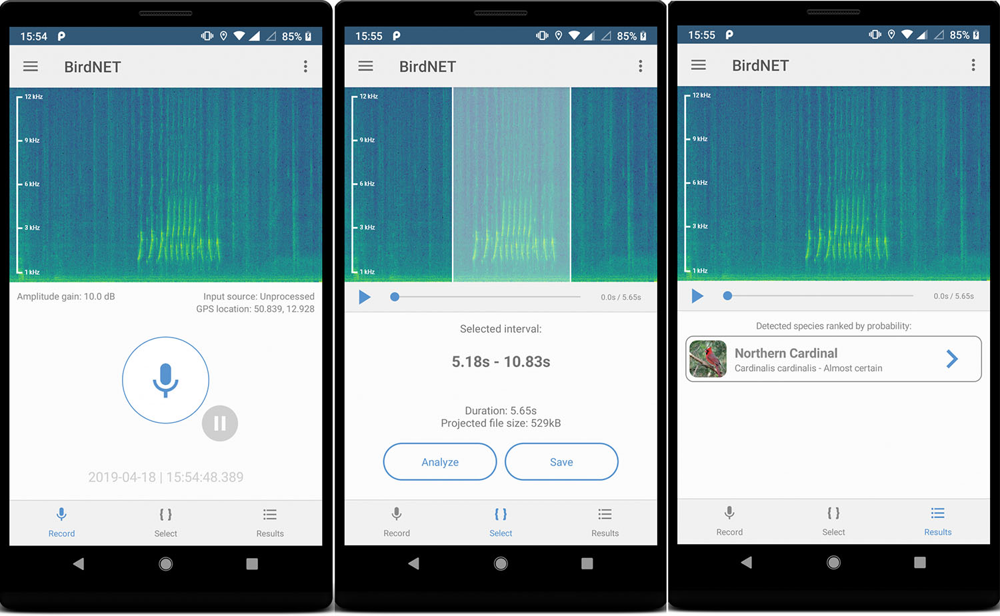 15:54 85%
BirdNET
12 kHz
9 kHz
6 kHz
3 kHz
1 kHz
Amplitude gain: 10.0 dB
Input source: Unprocessed
GPS location: 50.839, 12.928
2019-04-18 | 15:54:48.389
Record Select Results
15:55 85%
BirdNET
12 kHz
9 kHz
6 kHz
3 kHz
1 kHz
0.0s / 5.65s
Selected interval:
5.18s - 10.83s
Duration: 5.65s
Projected file size: 529kB
Analyze Save
Record Select Results
15:55 85%
BirdNET
12 kHz
9 kHz
6 kHz
3 kHz
1 kHz
0.0s / 5.65s
Detected species ranked by probability:
Northern Cardinal
Cardinalis cardinalis - Almost certain
Record Select Results